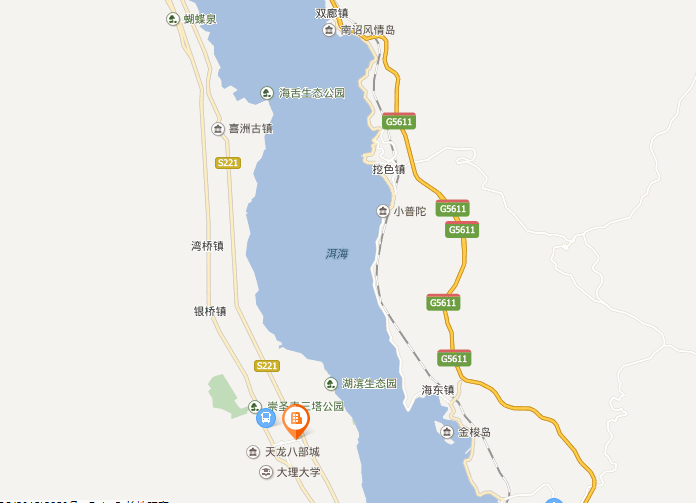 双廊镇
蝴蝶泉
南诏风情岛
海舌生态公园
G5611
喜洲古镇
S221
挖色镇
G5611
小普陀
G5611
湾桥镇
洱海
G5611
银桥镇
G5611
S221
湖滨生态园
海东镇
崇圣寺三塔公园
金梭岛
天龙八部城
大理大学